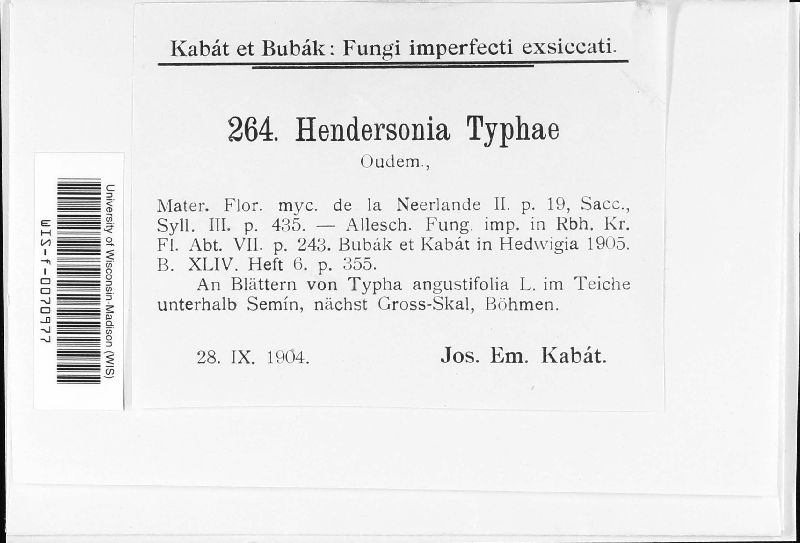 Kabát et Bubák: Fungi imperfecti exsiccati.
264. Hendersonia Typhae
Oudem.,
Mater. Flor. myc. de la Neerlande II. p. 19, Sacc.,
Syll. III. p. 435. — Allesch. Fung. imp. in Rbh. Kr.
Fl. Abt. VII. p. 243. Bubák et Kabát in Hedwigia 1905.
B. XLIV. Heft 6. p. 355.
An Blättern von Typha angustifolia L. im Teiche
unterhalb Semín, nächst Gross-Skal, Böhmen.
28. IX. 1904.
Jos. Em. Kabát.
University of Wisconsin-Madison (WIS)
WIS-f-0070977